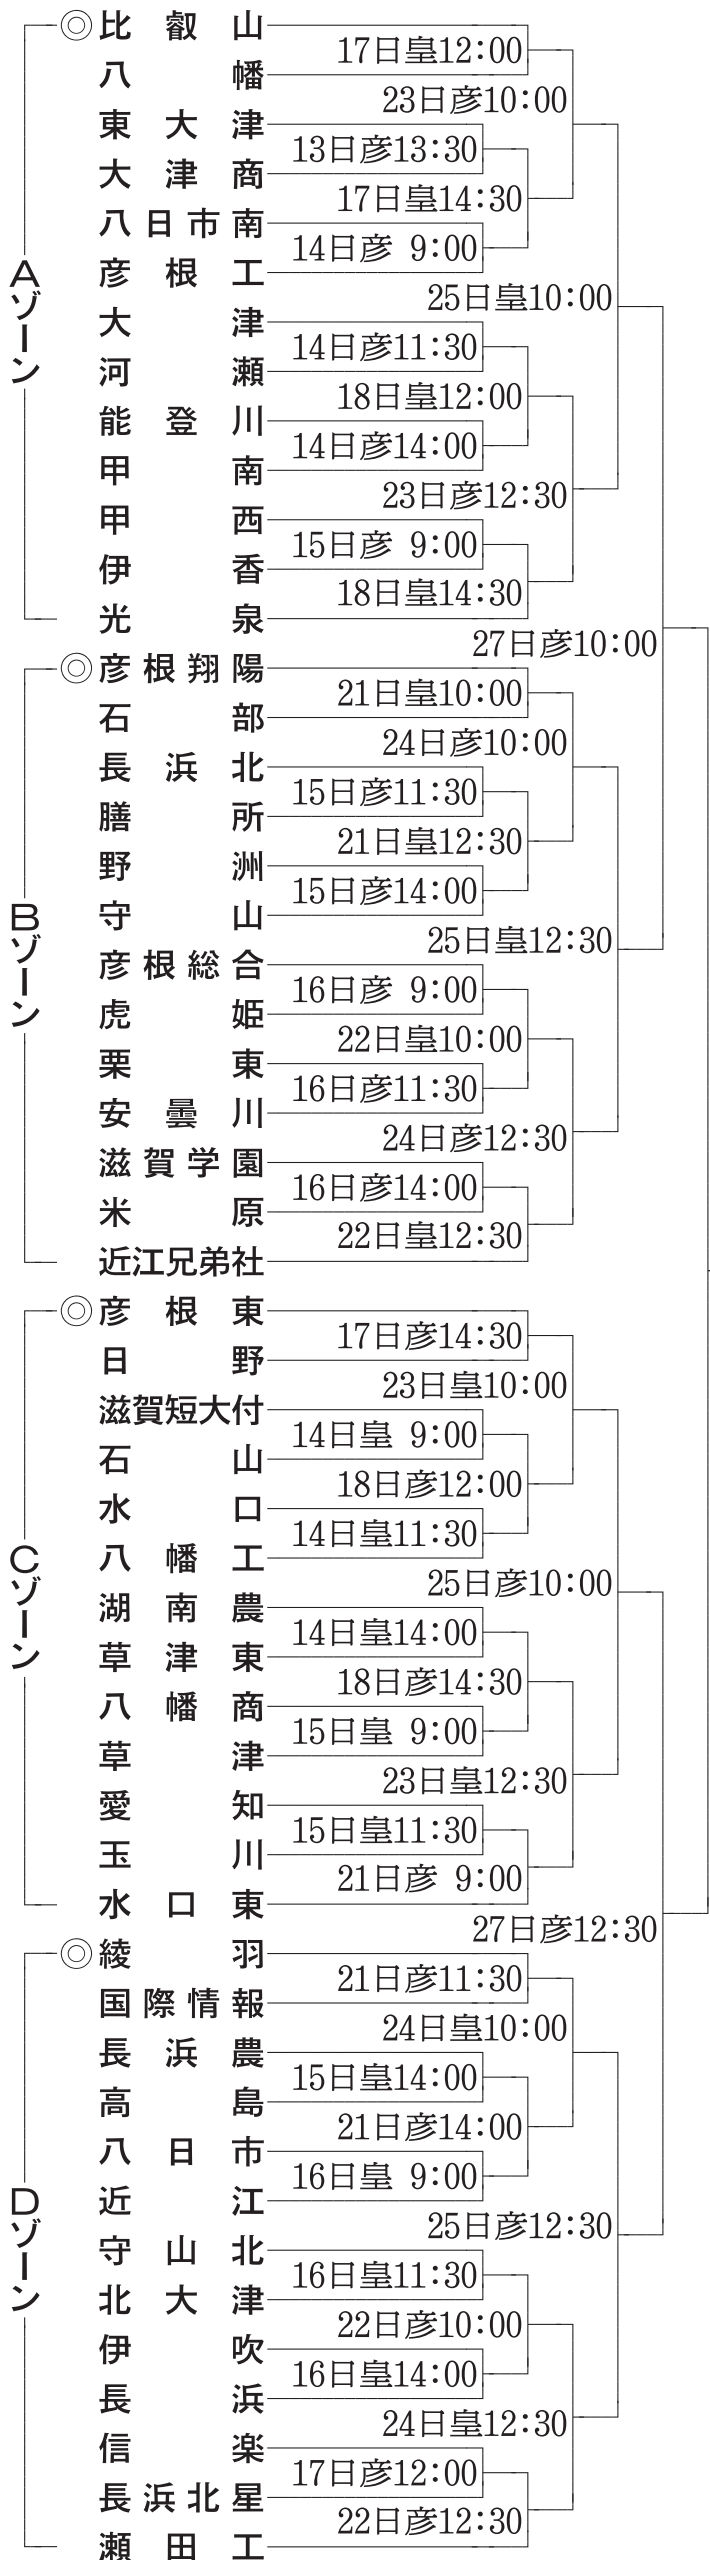 Aゾーン
◎比叡山
17日皇12:00
八幡
23日彦10:00
東大津
13日彦13:30
大津商
17日皇14:30
八日市南
14日彦 9:00
彦根工
25日皇10:00
大津
14日彦11:30
河瀬
18日皇12:00
能登川
14日彦14:00
甲南
23日彦12:30
甲西
15日彦 9:00
伊香
18日皇14:30
光泉
27日彦10:00
Bゾーン
◎彦根翔陽
21日皇10:00
石部
24日彦10:00
長浜北
15日彦11:30
膳所
21日皇12:30
野洲
15日彦14:00
守山
25日皇12:30
彦根総合
16日彦 9:00
虎姫
22日皇10:00
栗東
16日彦11:30
安曇川
24日彦12:30
滋賀学園
16日彦14:00
米原
22日皇12:30
近江兄弟社
Cゾーン
◎彦根東
17日彦14:30
日野
23日皇10:00
滋賀短大付
14日皇 9:00
石山
18日彦12:00
水口
14日皇11:30
八幡工
25日彦10:00
湖南農
14日皇14:00
草津東
18日彦14:30
八幡商
15日皇 9:00
草津
23日皇12:30
愛知
15日皇11:30
玉川
21日彦 9:00
水口東
27日彦12:30
Dゾーン
◎綾羽
21日彦11:30
国際情報
24日皇10:00
長浜農
15日皇14:00
高島
21日彦14:00
八日市
16日皇 9:00
近江
25日彦12:30
守山北
16日皇11:30
北大津
22日彦10:00
伊吹
16日皇14:00
長浜
24日皇12:30
信楽
17日彦12:00
長浜北星
22日彦12:30
瀬田工